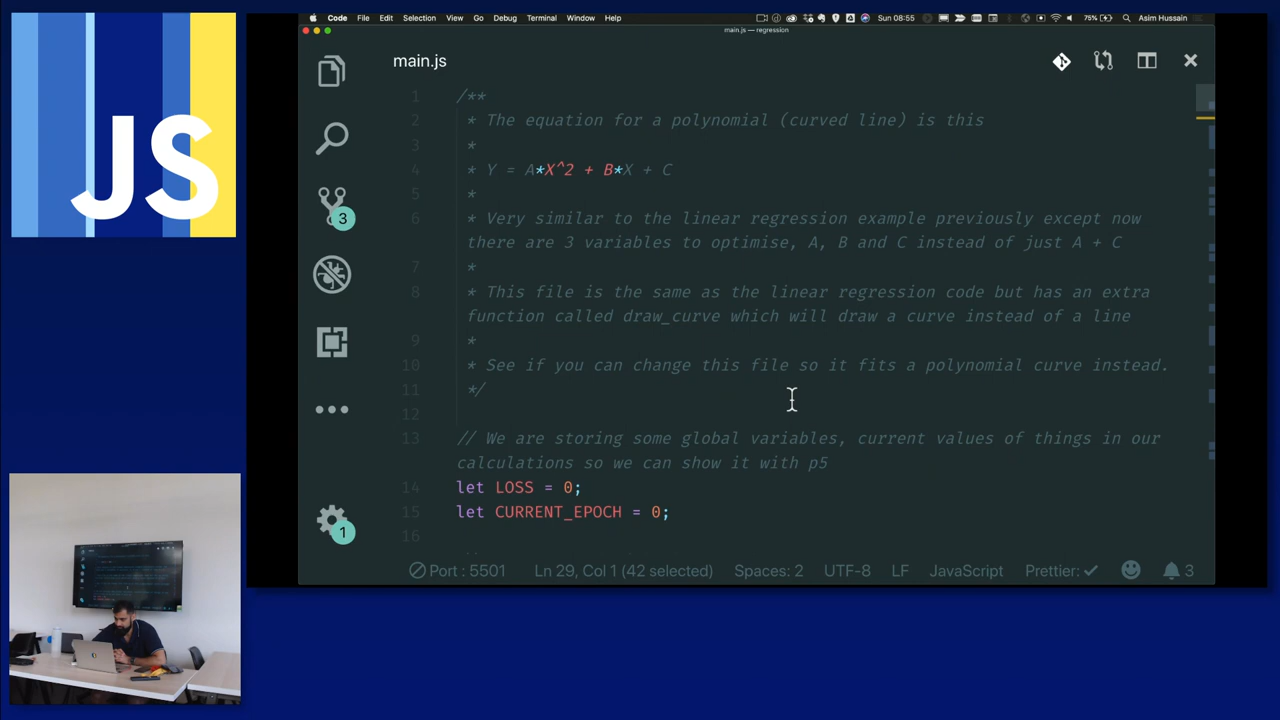 JS
Code File Edit Selection View Go Debug Terminal Window Help
Sun 08:55
75%
Asim Hussain
main.js — regression
main.js
1 /**
2 * The equation for a polynomial (curved line) is this
3 *
4 * Y = A*X^2 + B*X + C
5 *
6 * Very similar to the linear regression example previously except now
there are 3 variables to optimise, A, B and C instead of just A + C
7 *
8 * This file is the same as the linear regression code but has an extra
function called draw_curve which will draw a curve instead of a line
9 *
10 * See if you can change this file so it fits a polynomial curve instead.
11 */
12
13 // We are storing some global variables, current values of things in our
calculations so we can show it with p5
14 let LOSS = 0;
15 let CURRENT_EPOCH = 0;
16
3
1
Port : 5501 Ln 29, Col 1 (42 selected) Spaces: 2 UTF-8 LF JavaScript Prettier: ✓ 3